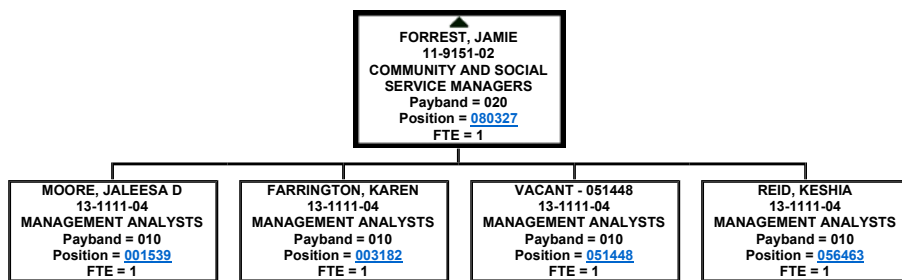 FORREST, JAMIE
11-9151-02
COMMUNITY AND SOCIAL
SERVICE MANAGERS
Payband = 020
Position = 080327
FTE = 1
MOORE, JALEESA D
13-1111-04
MANAGEMENT ANALYSTS
Payband = 010
Position = 001539
FTE = 1
FARRINGTON, KAREN
13-1111-04
MANAGEMENT ANALYSTS
Payband = 010
Position = 003182
FTE = 1
VACANT - 051448
13-1111-04
MANAGEMENT ANALYSTS
Payband = 010
Position = 051448
FTE = 1
REID, KESHIA
13-1111-04
MANAGEMENT ANALYSTS
Payband = 010
Position = 056463
FTE = 1